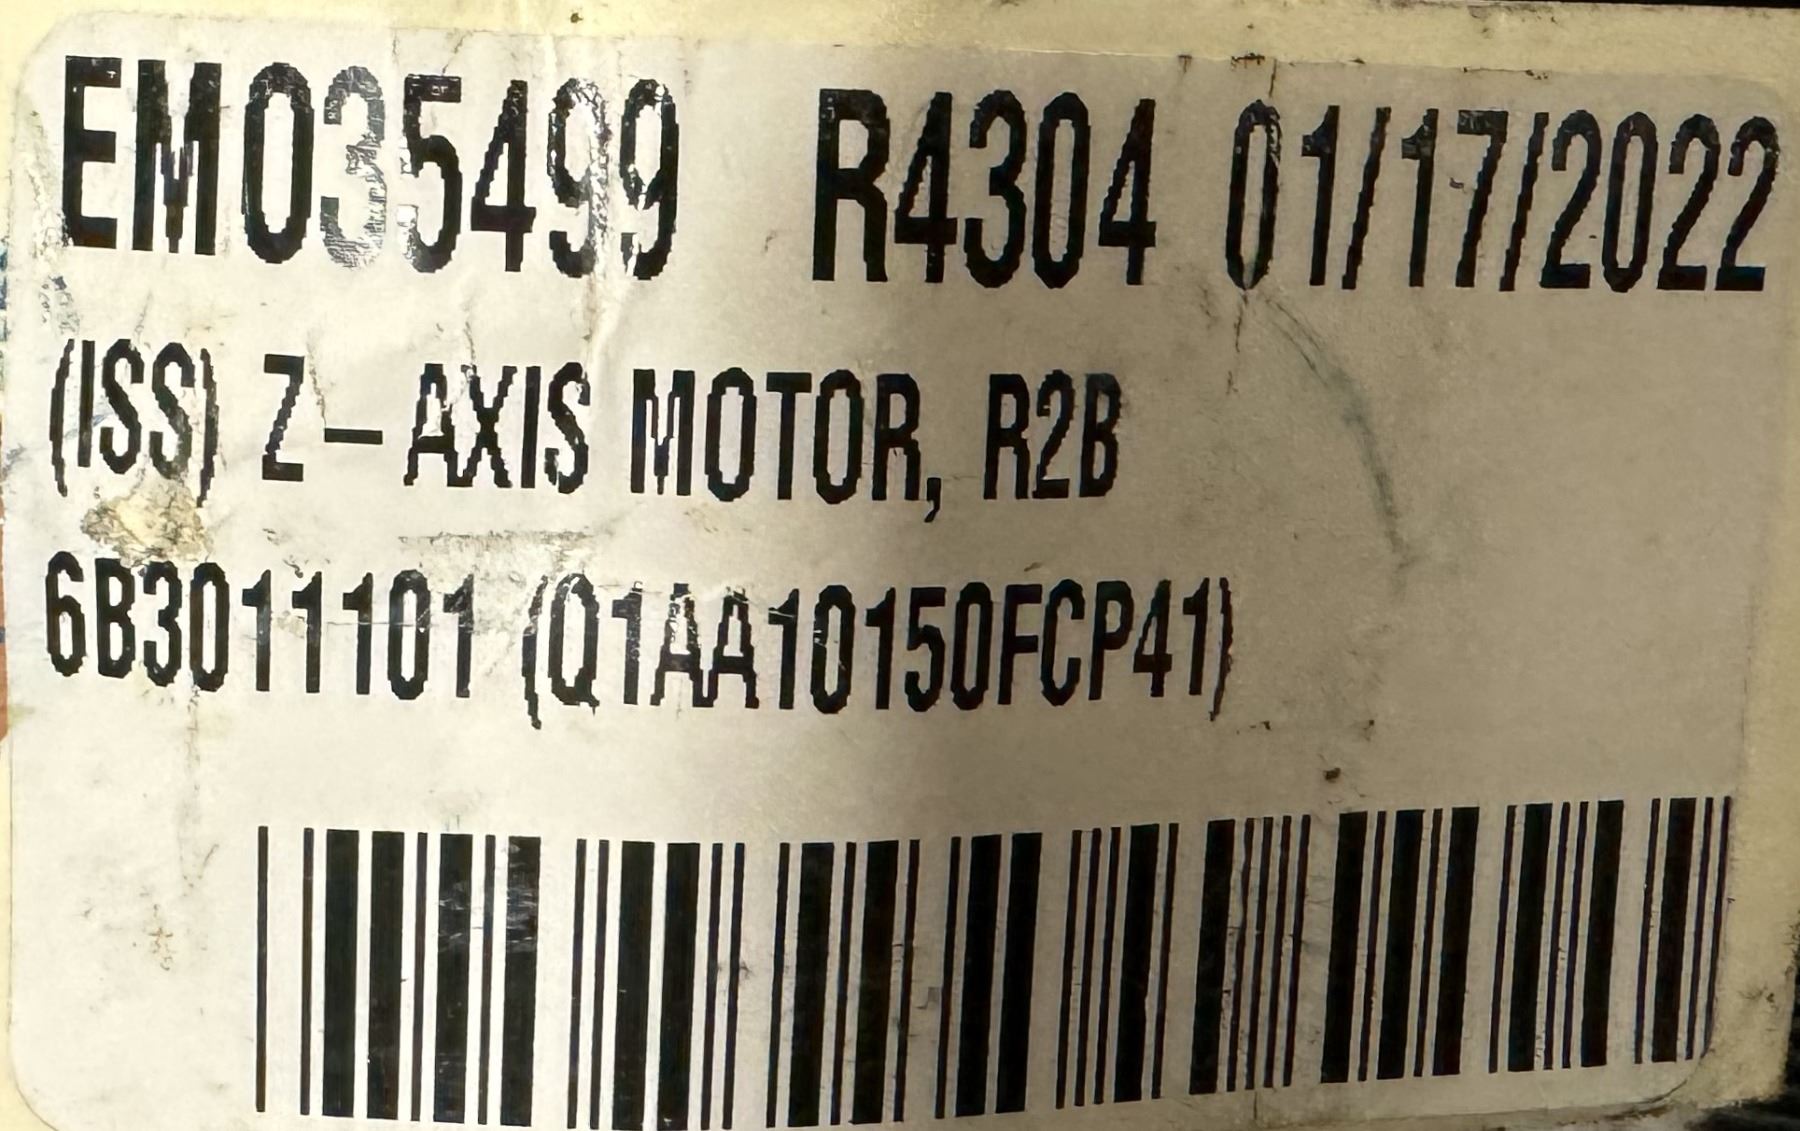 EM035499 R4304 01/17/2022
(ISS) Z-AXIS MOTOR, R2B
6B3011101 (Q1AA10150FCP41)